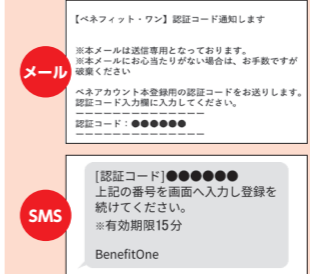 【ベネフィット・ワン】認証コード通知します
※本メールは送信専用となっております。
※本メールにお心当たりがない場合は、お手数ですが
破棄ください
メール
ベネアカウント本登録用の認証コードをお送りします。
認証コード入力欄に入力してください。
ーーーーーーーーーーーーーー
認証コード：●●●●●●
ーーーーーーーーーーーーーー
[認証コード]●●●●●●
上記の番号を画面へ入力し登録を
続けてください。
SMS
※有効期限15分
BenefitOne